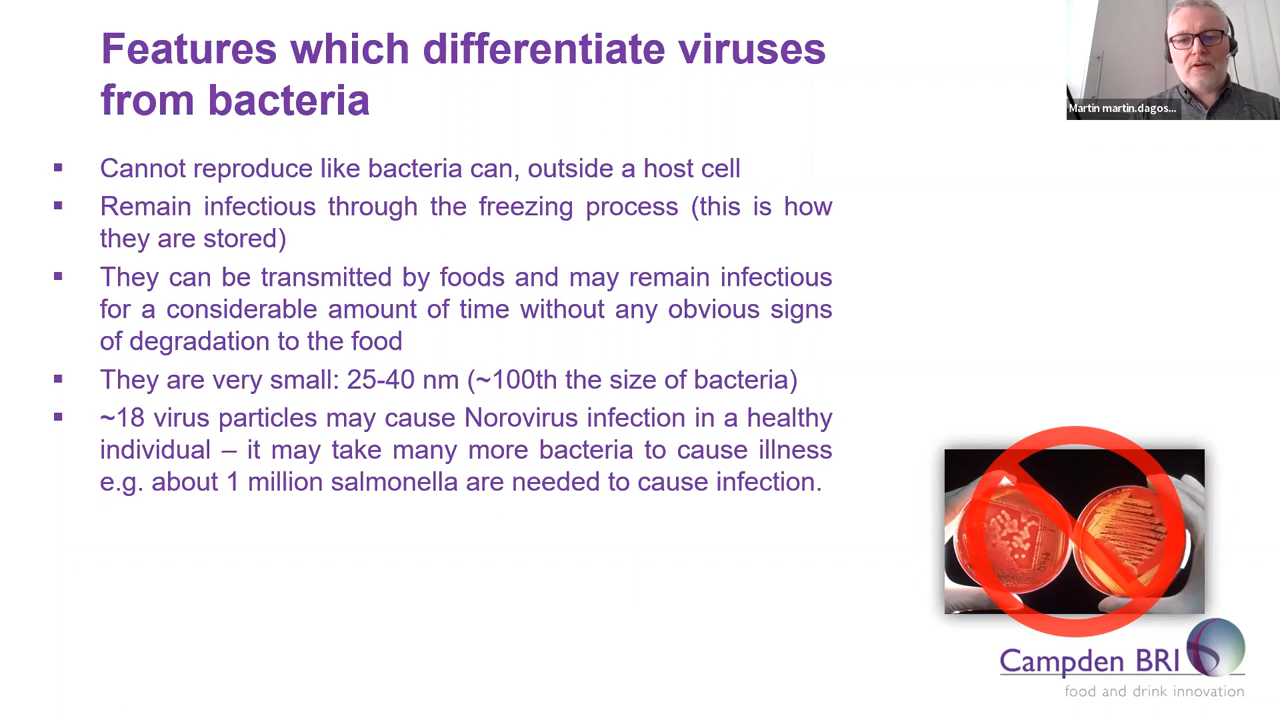 Features which differentiate viruses
from bacteria
Martin martin.dagos...
▪ Cannot reproduce like bacteria can, outside a host cell
▪ Remain infectious through the freezing process (this is how
they are stored)
▪ They can be transmitted by foods and may remain infectious
for a considerable amount of time without any obvious signs
of degradation to the food
▪ They are very small: 25-40 nm (~100th the size of bacteria)
▪ ~18 virus particles may cause Norovirus infection in a healthy
individual – it may take many more bacteria to cause illness
e.g. about 1 million salmonella are needed to cause infection.
Campden BRI
food and drink innovation